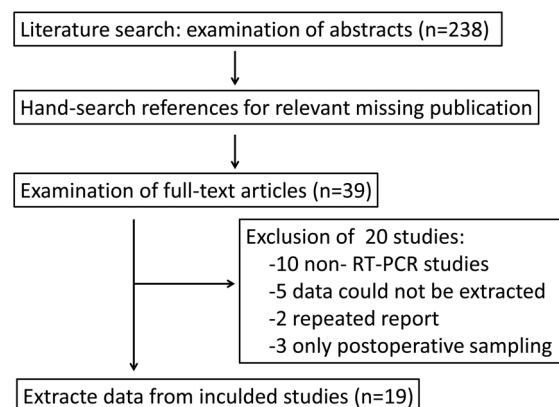 Literature search: examination of abstracts (n=238)
Hand-search references for relevant missing publication
Examination of full-text articles (n=39)
Exclusion of 20 studies:
-10 non- RT-PCR studies
-5 data could not be extracted
-2 repeated report
-3 only postoperative sampling
Extracte data from inculded studies (n=19)